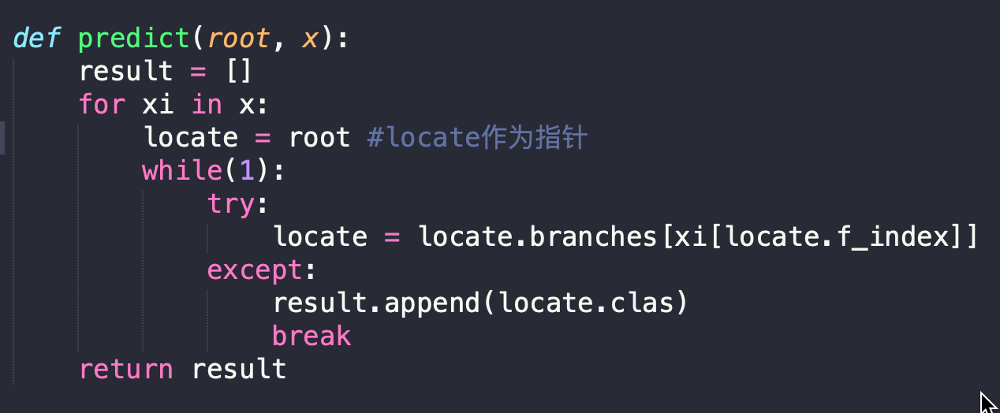 def predict(root, x):
result = []
for xi in x:
locate = root #locate作为指针
while(1):
try:
locate = locate.branches[xi[locate.f_index]]
except:
result.append(locate.clas)
break
return result